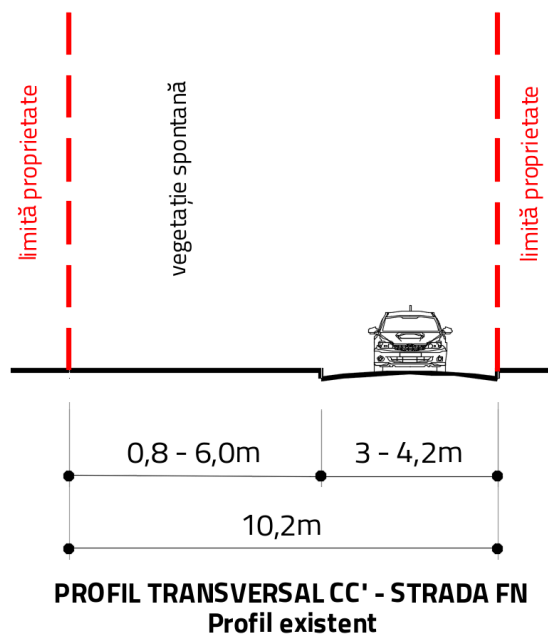 limită proprietate
vegetație spontană
limită proprietate
0,8 - 6,0m
3 - 4,2m
10,2m
PROFIL TRANSVERSAL CC' - STRADA FN
Profil existent